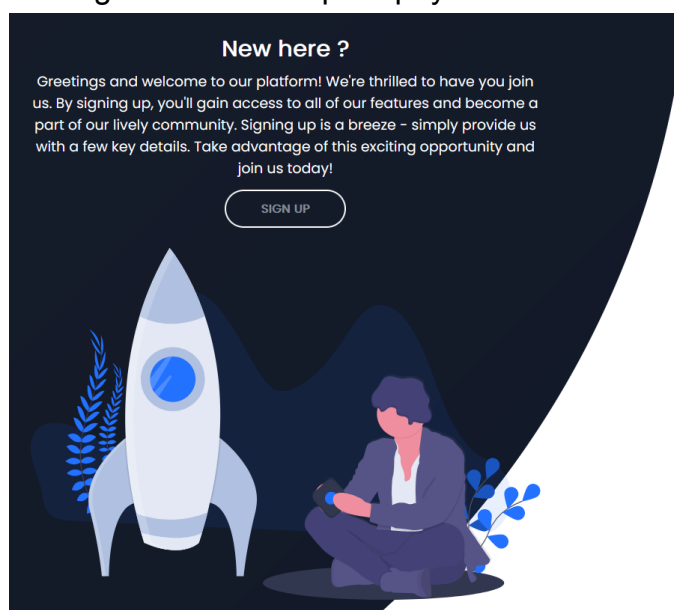 New here ?
Greetings and welcome to our platform! We're thrilled to have you join
us. By signing up, you'll gain access to all of our features and become a
part of our lively community. Signing up is a breeze - simply provide us
with a few key details. Take advantage of this exciting opportunity and
join us today!
SIGN UP